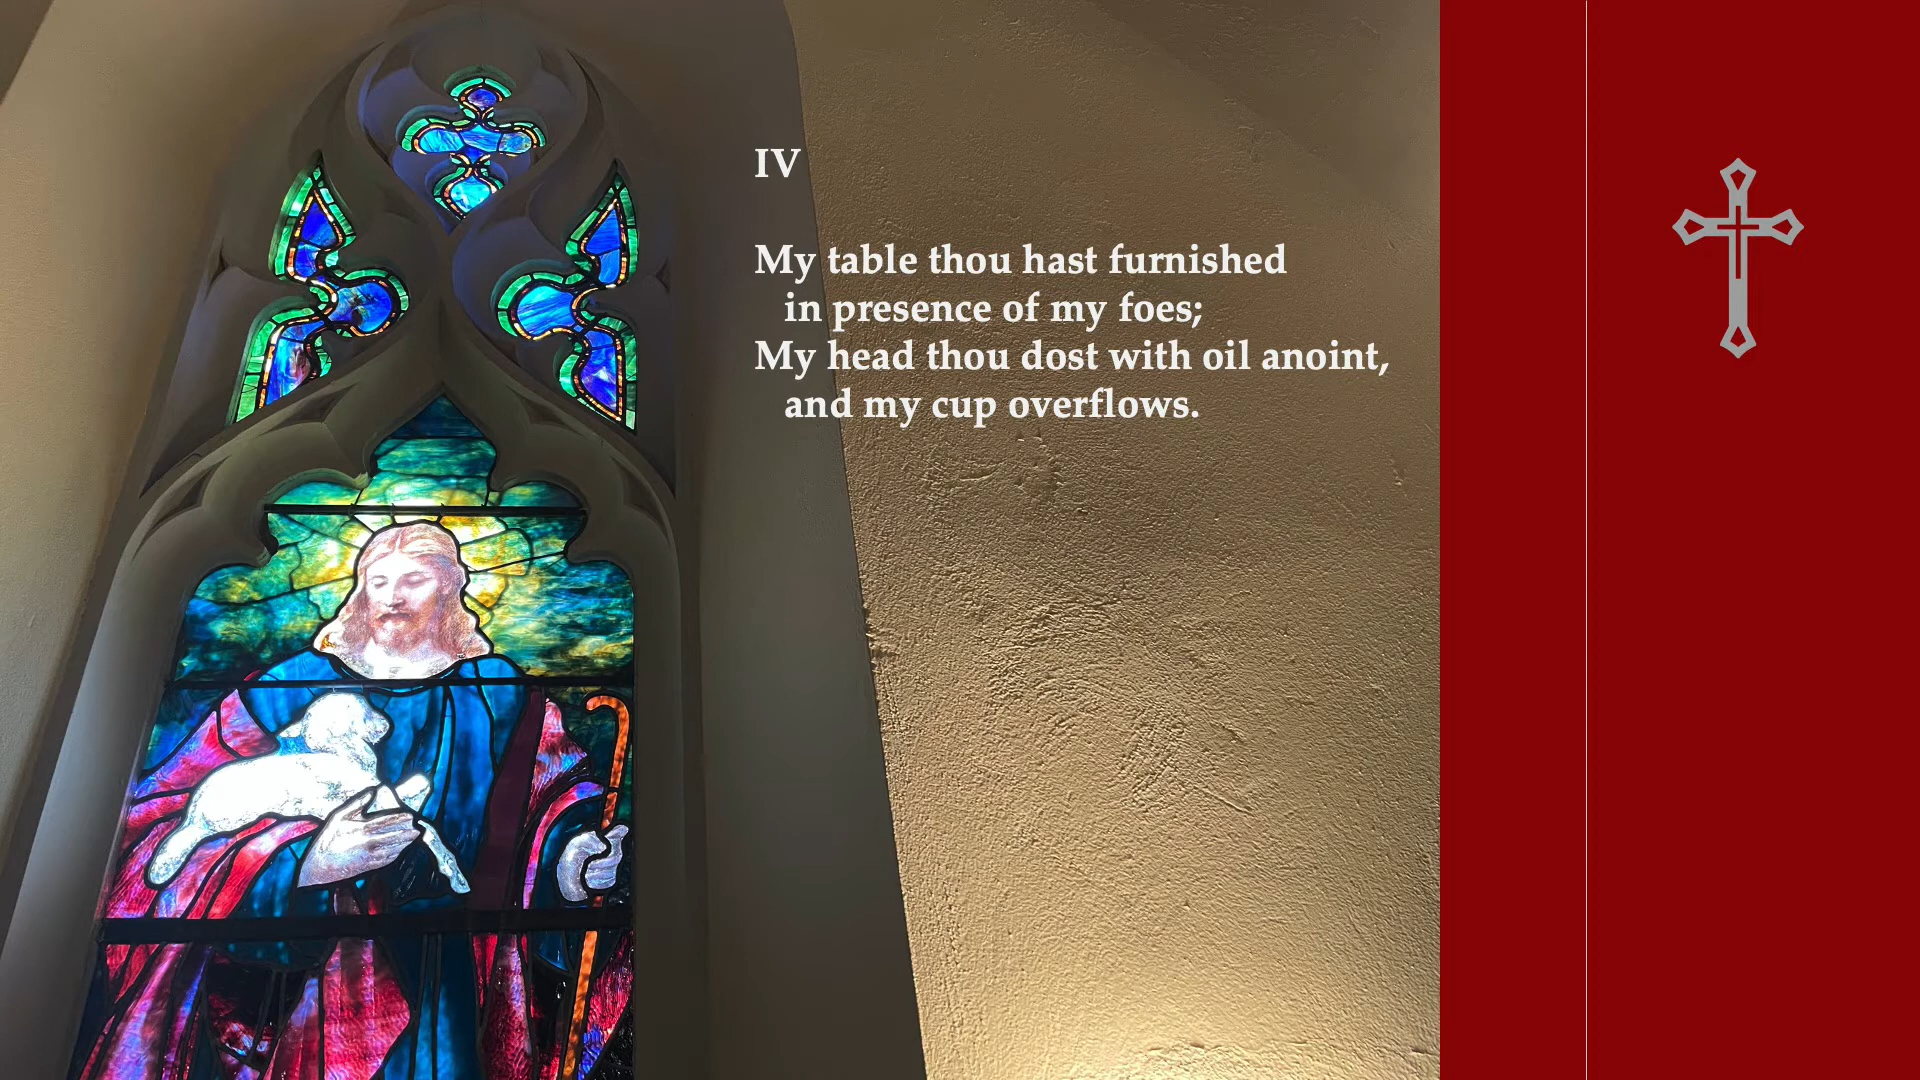 IV
My table thou hast furnished
in presence of my foes;
My head thou dost with oil anoint,
and my cup overflows.